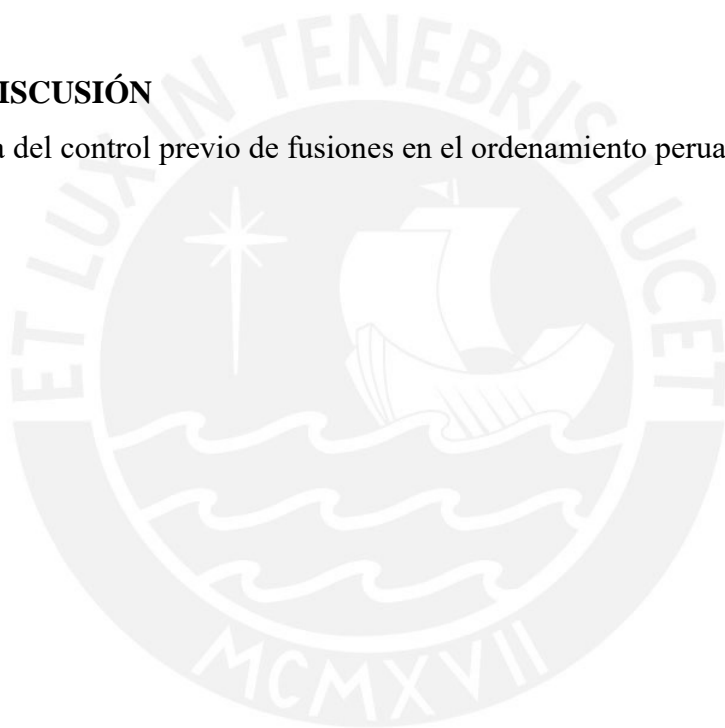 ISCUSIÓN
a del control previo de fusiones en el ordenamiento perua
ET LUX IN TENEBRIS LUCET
MCMXVII